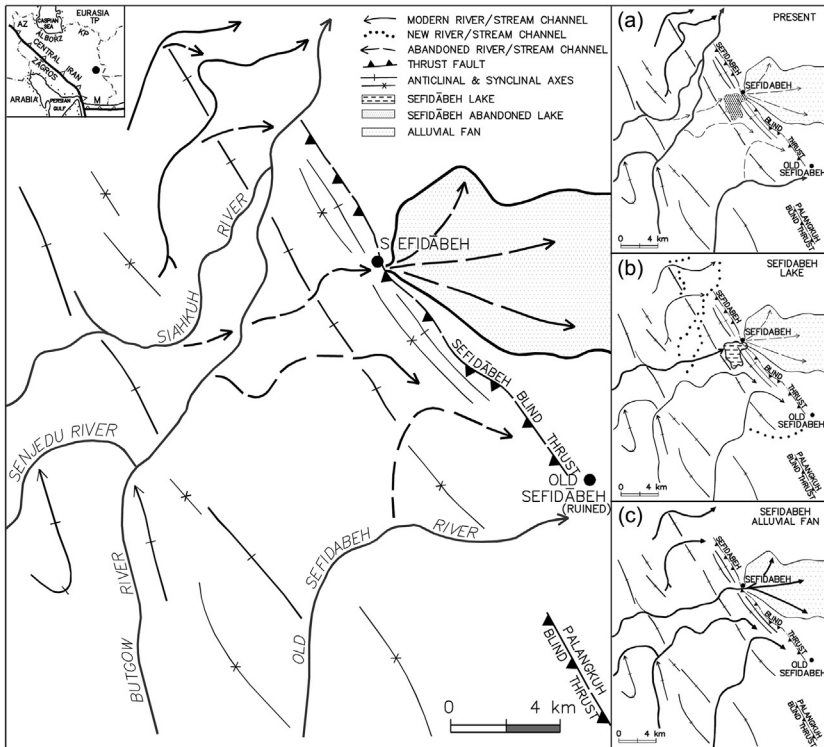 CASPIAN
SEA
EURASIA
TP
AZ
ALBORZ
KP
CENTRAL IRAN
ZAGROS
ARABIA
PERSIAN
GULF
M
MODERN RIVER/STREAM CHANNEL
NEW RIVER/STREAM CHANNEL
ABANDONED RIVER/STREAM CHANNEL
THRUST FAULT
ANTICLINAL & SYNCLINAL AXES
SEFIDĀBEH LAKE
SEFIDĀBEH ABANDONED LAKE
ALLUVIAL FAN
SIAHKUH RIVER
SEFIDĀBEH
SEFIDĀBEH BLIND THRUST
SENJEDU RIVER
OLD
SEFIDĀBEH
(RUINED)
OLD SEFIDABEH RIVER
BUTGOW RIVER
PALANGKUH
BLIND THRUST
0 4 km
(a)
PRESENT
SEFIDABEH
SEFIDABEH
BLIND THRUST
OLD
SEFIDABEH
PALANGKUH
BLIND THRUST
0 4 km
(b)
SEFIDABEH
LAKE
SEFIDABEH
SEFIDABEH
BLIND THRUST
OLD
SEFIDABEH
PALANGKUH
BLIND THRUST
0 4 km
(c)
SEFIDABEH
ALLUVIAL FAN
SEFIDABEH
SEFIDABEH
BLIND THRUST
OLD
SEFIDABEH
PALANGKUH
BLIND THRUST
0 4 km